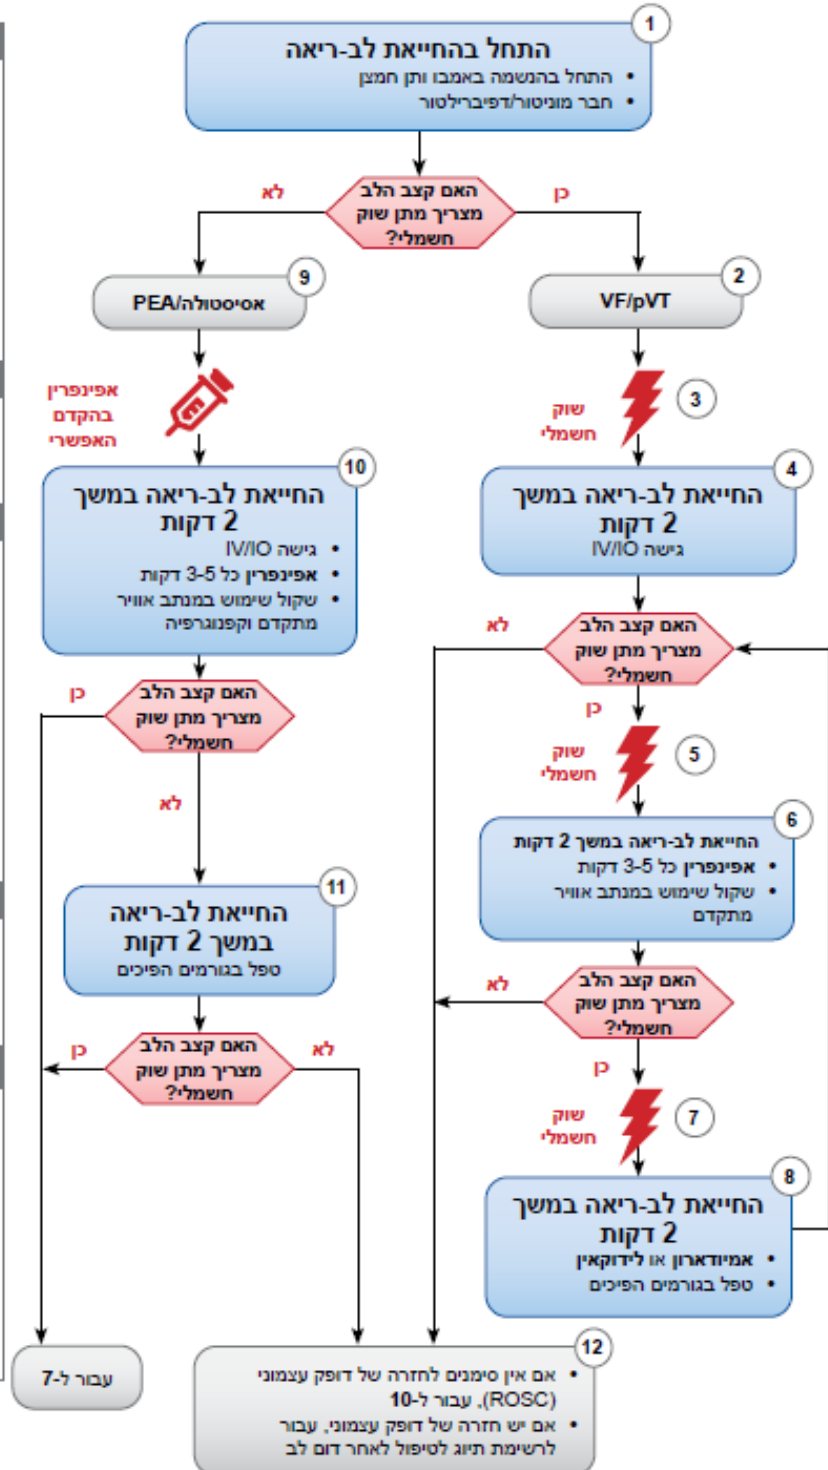 1
התחל בהחייאת לב-ריאה
• התחל בהנשמה באמבו ותן חמצן
• חבר מוניטור/דפיברילטור
האם קצב הלב
מצריך מתן שוק
חשמלי?
כן
לא
2
VF/pVT
3
שוק
חשמלי
4
החייאת לב-ריאה במשך
2 דקות
גישה IV/IO
האם קצב הלב
מצריך מתן שוק
חשמלי?
לא
כן
5
שוק
חשמלי
6
החייאת לב-ריאה במשך 2 דקות
• אפינפרין כל 3-5 דקות
• שקול שימוש במנתב אוויר
מתקדם
האם קצב הלב
מצריך מתן שוק
חשמלי?
לא
כן
7
שוק
חשמלי
8
החייאת לב-ריאה במשך
2 דקות
• אמיודארון או לידוקאין
• טפל בגורמים הפיכים
9
אסיסטולה/PEA
אפינפרין
בהקדם
האפשרי
10
החייאת לב-ריאה במשך
2 דקות
• גישה IV/IO
• אפינפרין כל 3-5 דקות
• שקול שימוש במנתב אוויר
מתקדם וקפנוגרפיה
האם קצב הלב
מצריך מתן שוק
חשמלי?
כן
לא
11
החייאת לב-ריאה
במשך 2 דקות
טפל בגורמים הפיכים
האם קצב הלב
מצריך מתן שוק
חשמלי?
לא
כן
12
• אם אין סימנים לחזרה של דופק עצמוני
(ROSC), עבור ל-10
• אם יש חזרה של דופק עצמוני, עבור
לרשימת תיוג לטיפול לאחר דום לב
עבור ל-7